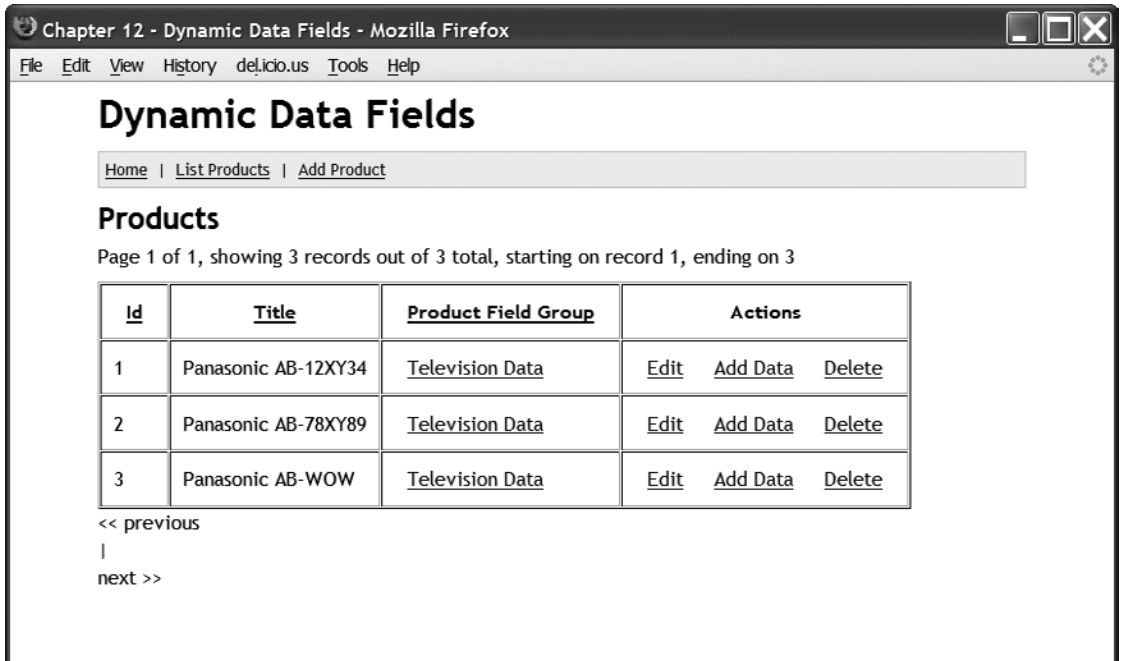 Chapter 12 - Dynamic Data Fields - Mozilla Firefox
File Edit View History del.icio.us Tools Help
Dynamic Data Fields
Home | List Products | Add Product
Products
Page 1 of 1, showing 3 records out of 3 total, starting on record 1, ending on 3
Id Title Product Field Group Actions
1 Panasonic AB-12XY34 Television Data Edit Add Data Delete
2 Panasonic AB-78XY89 Television Data Edit Add Data Delete
3 Panasonic AB-WOW Television Data Edit Add Data Delete
<< previous
|
next >>